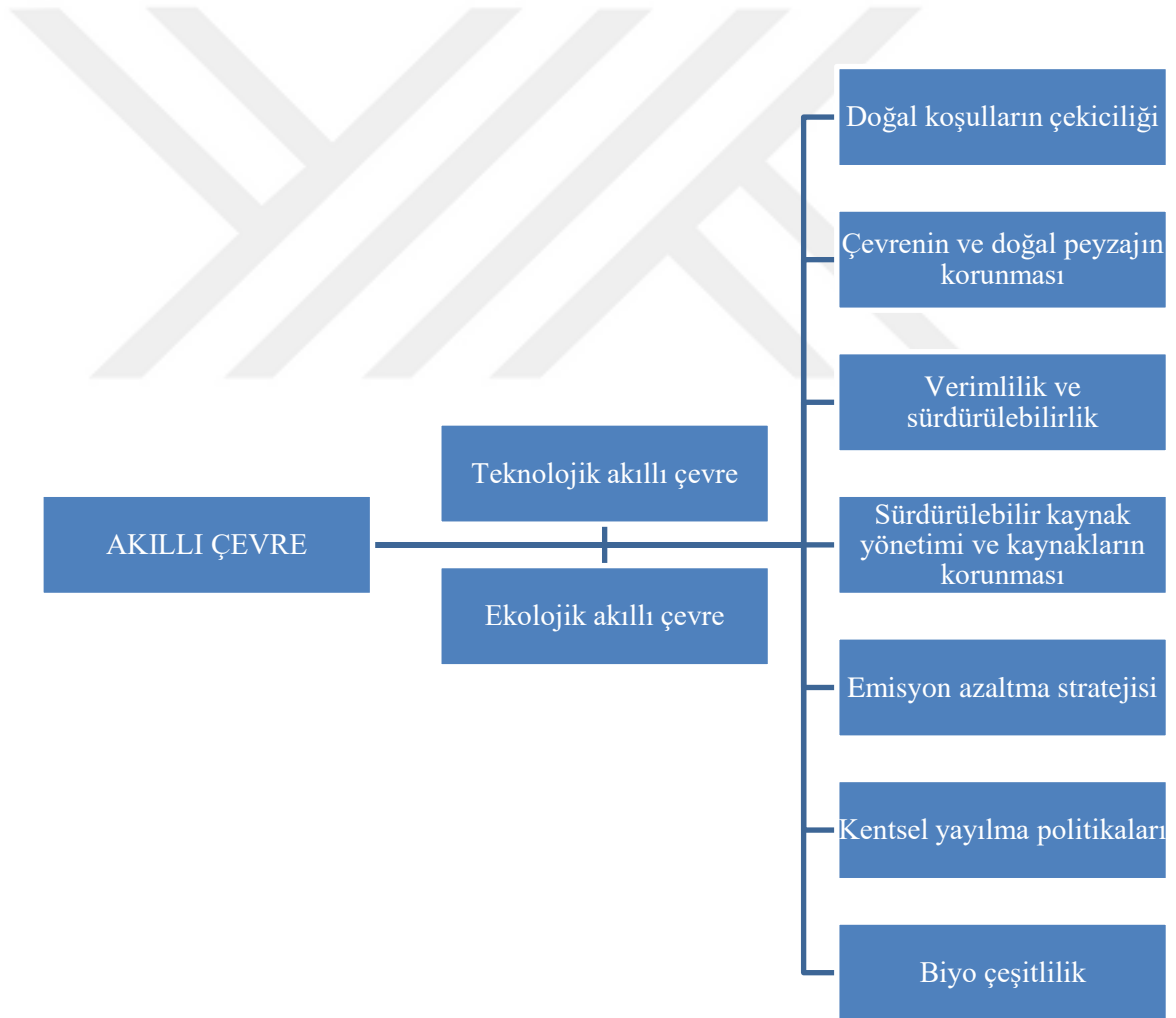 AKILLI ÇEVRE
Teknolojik akıllı çevre
Ekolojik akıllı çevre
Doğal koşulların çekiciliği
Çevrenin ve doğal peyzajın
korunması
Verimlilik ve
sürdürülebilirlik
Sürdürülebilir kaynak
yönetimi ve kaynakların
korunması
Emisyon azaltma stratejisi
Kentsel yayılma politikaları
Biyo çeşitlilik